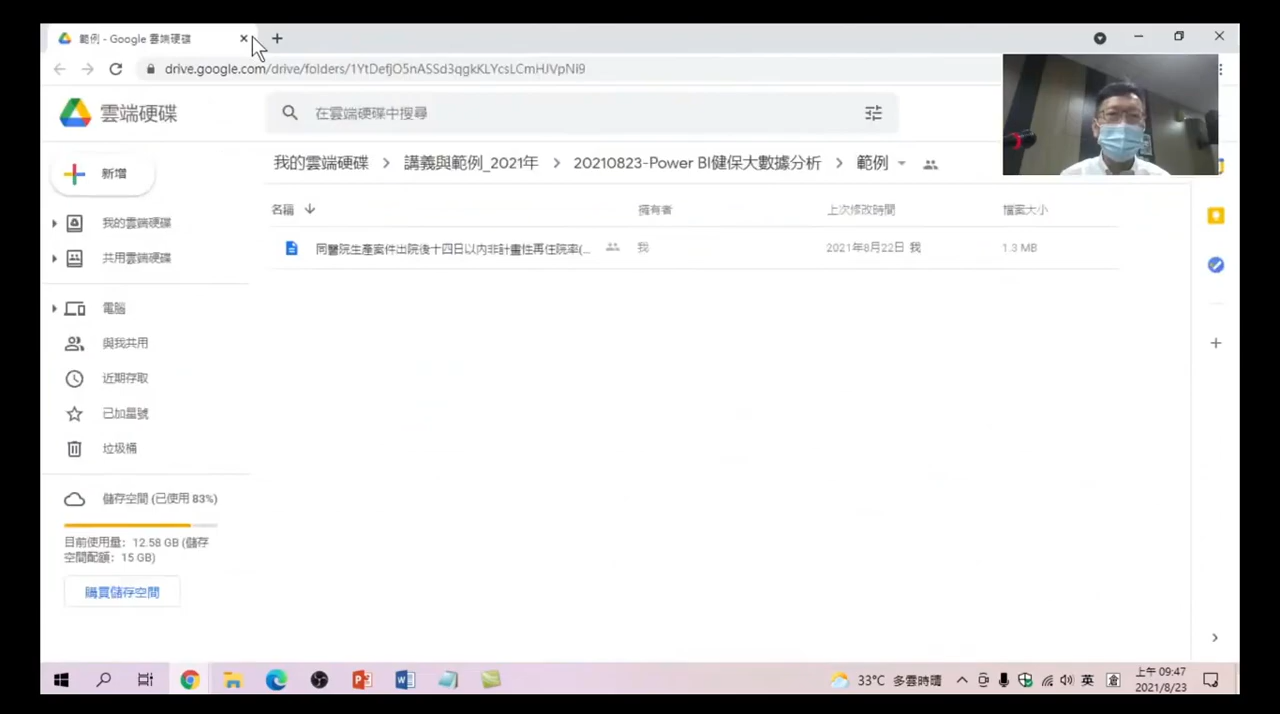 範例 - Google 雲端硬碟
drive.google.com/drive/folders/1YtDefjO5nASSd3qgkKLYcsLCmHJVpNi9
雲端硬碟
在雲端硬碟中搜尋
新增
我的雲端硬碟 > 講義與範例_2021年 > 20210823-Power BI健保大數據分析 > 範例
名稱 擁有者 上次修改時間 檔案大小
同醫院生產案件出院後十四日以內非計畫性再住院率(... 我 2021年8月22日 我 1.3 MB
我的雲端硬碟
共用雲端硬碟
電腦
與我共用
近期存取
已加星號
垃圾桶
儲存空間 (已使用 83%)
目前使用量：12.58 GB (儲存
空間配額：15 GB)
購買儲存空間
33°C 多雲時晴
英
倉
上午 09:47
2021/8/23